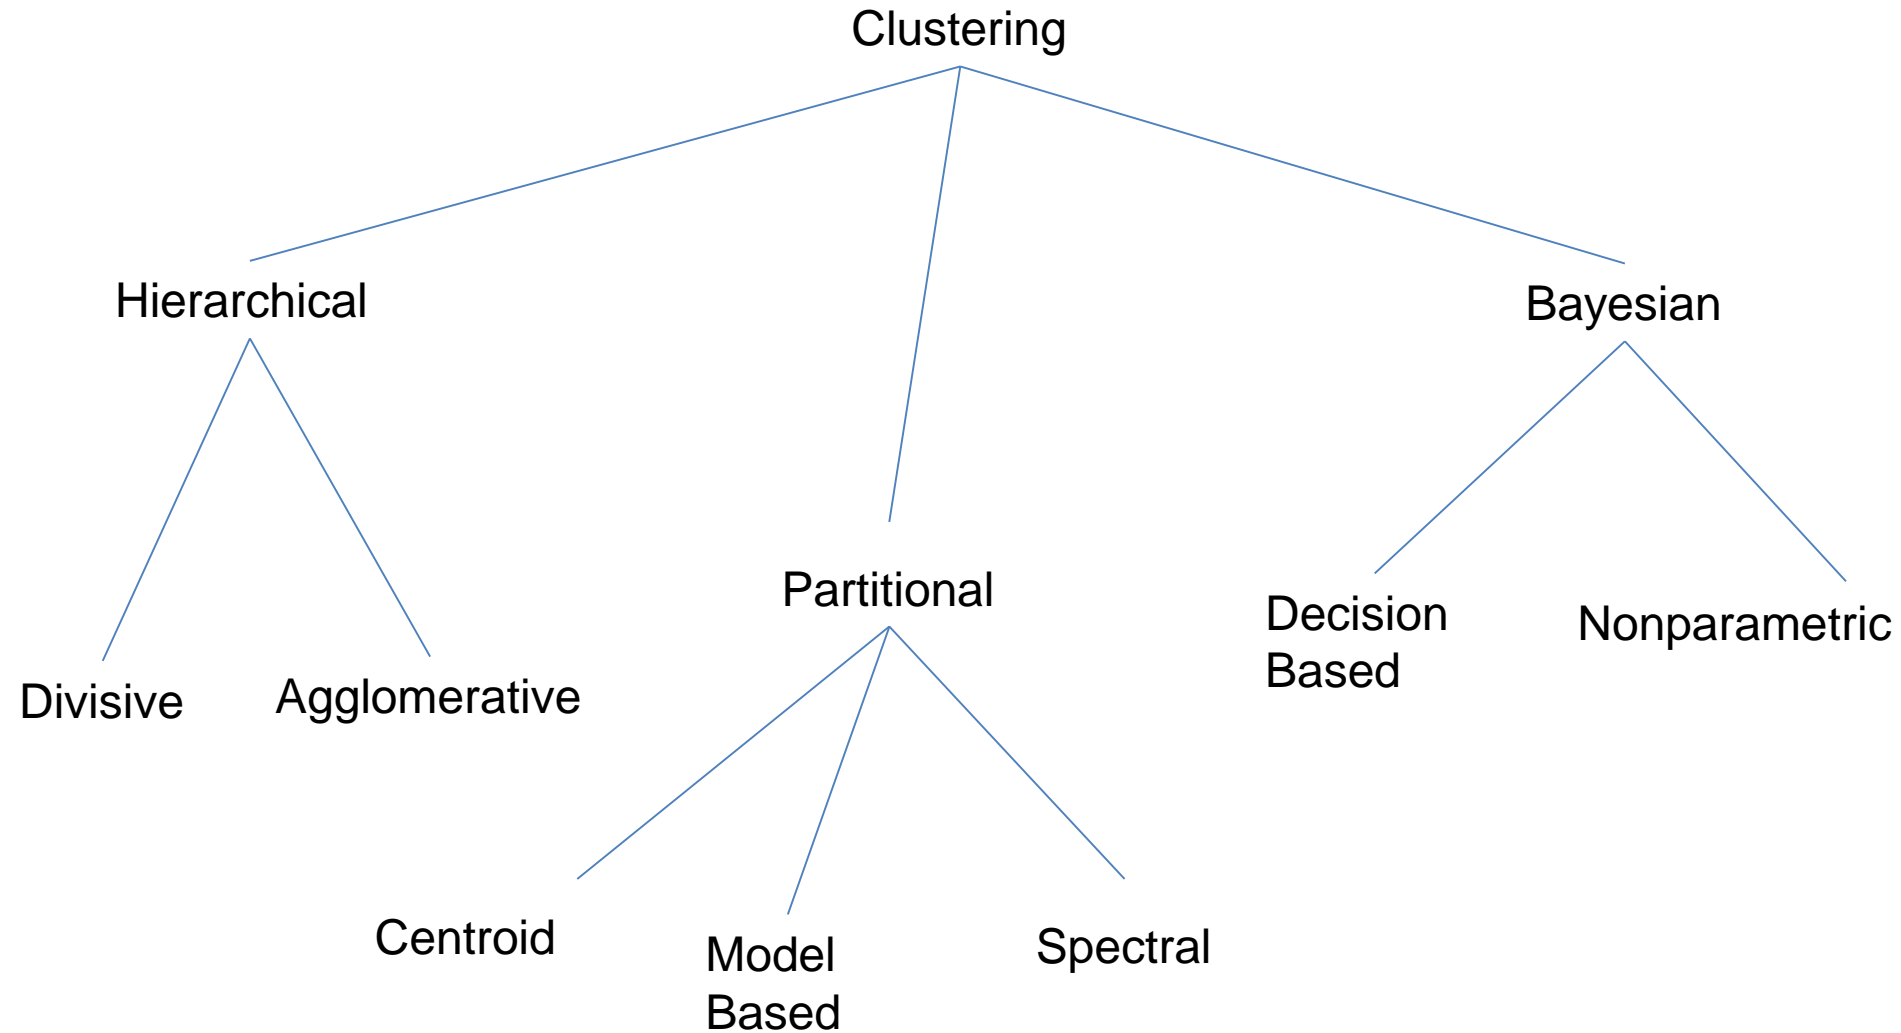 Clustering
Hierarchical
Bayesian
Partitional
Decision
Based
Nonparametric
Divisive
Agglomerative
Centroid
Model
Based
Spectral